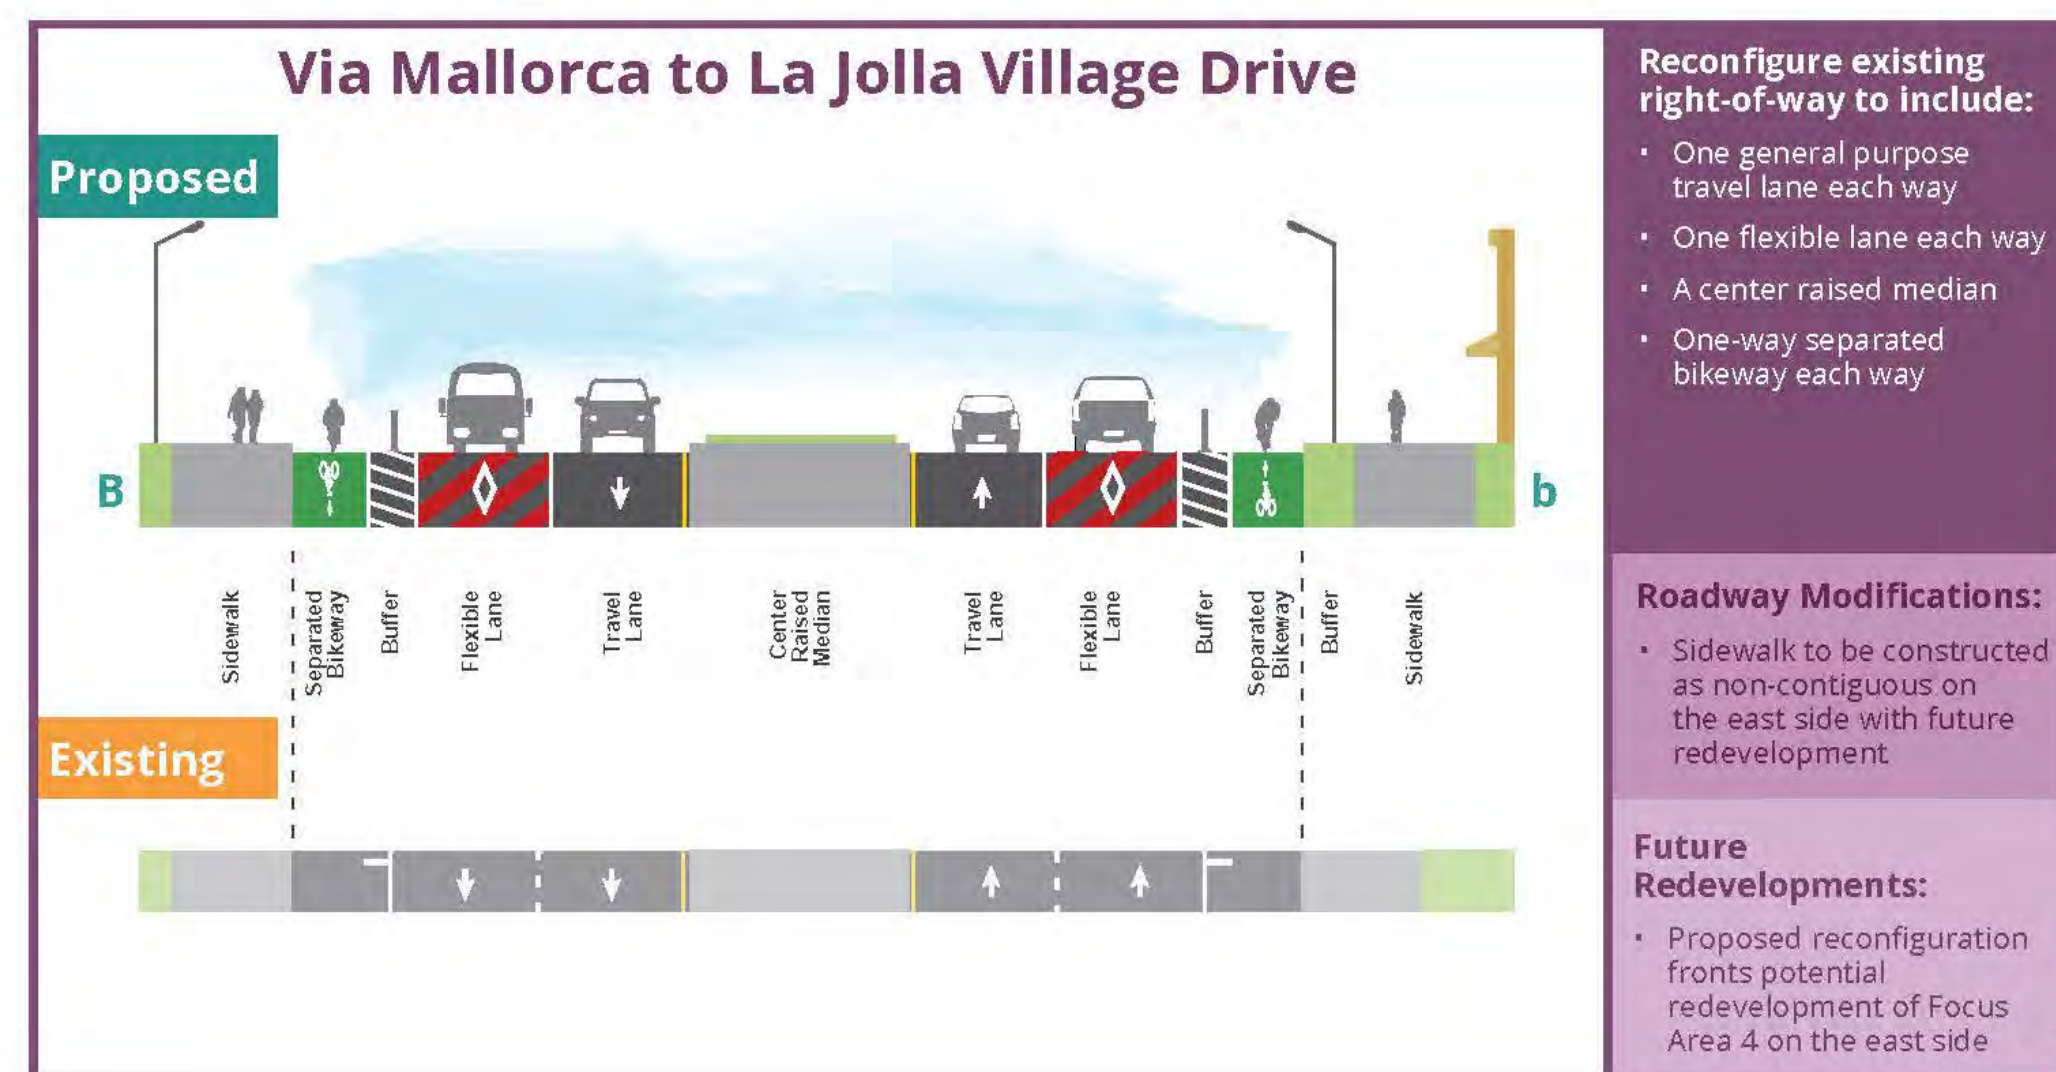 Via Mallorca to La Jolla Village Drive
Proposed
B
b
Sidewalk
Separated
Bikeway
Buffer
Flexible
Lane
Travel
Lane
Center
Raised
Median
Travel
Lane
Flexible
Lane
Buffer
Separated
Bikeway
Buffer
Sidewalk
Existing
Reconfigure existing
right-of-way to include:
· One general purpose
travel lane each way
· One flexible lane each way
· A center raised median
· One-way separated
bikeway each way
Roadway Modifications:
· Sidewalk to be constructed
as non-contiguous on
the east side with future
redevelopment
Future
Redevelopments:
· Proposed reconfiguration
fronts potential
redevelopment of Focus
Area 4 on the east side